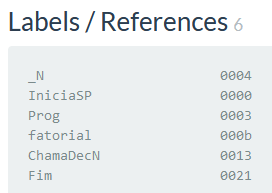 Labels / References 6
_N 0004
IniciaSP 0000
Prog 0003
fatorial 000b
ChamaDecN 0013
Fim 0021